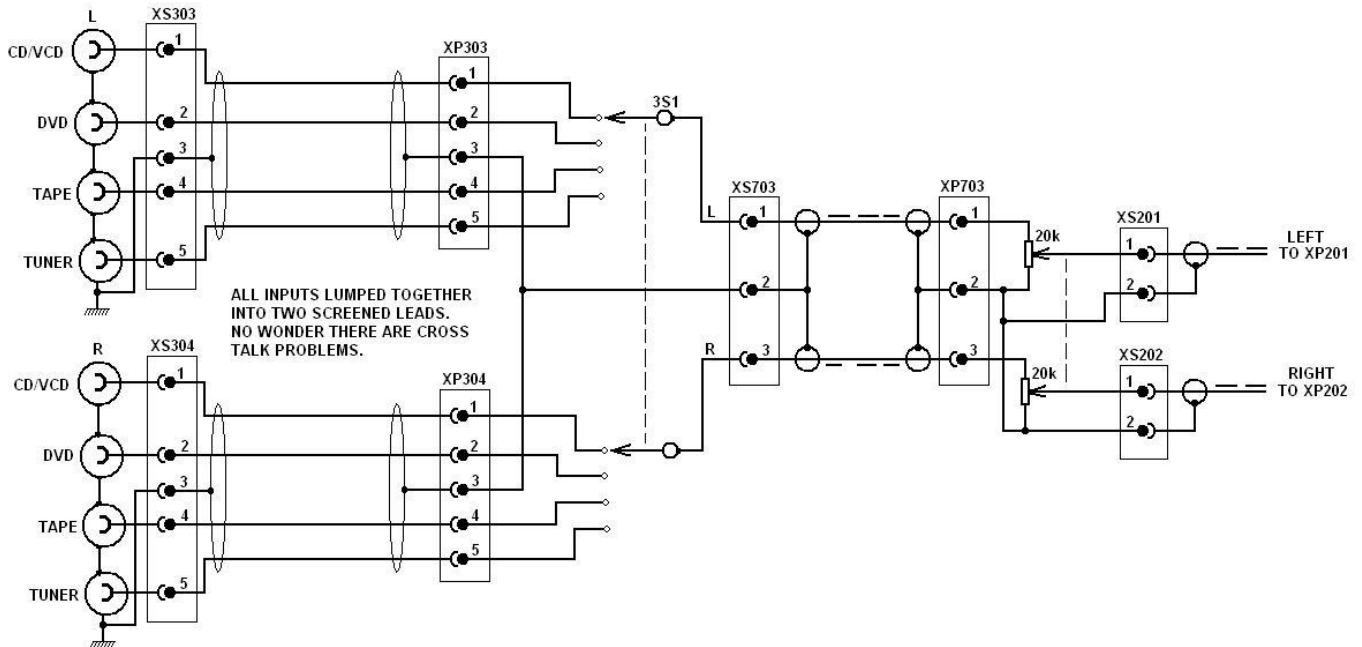 L
XS303
CD/VCD
1
DVD
2
3
TAPE
4
TUNER
5
XP303
1
2
3
4
5
3S1
ALL INPUTS LUMPED TOGETHER
INTO TWO SCREENED LEADS.
NO WONDER THERE ARE CROSS
TALK PROBLEMS.
R
XS304
CD/VCD
1
DVD
2
3
TAPE
4
TUNER
5
XP304
1
2
3
4
5
XS703
L
1
2
R
3
XP703
1
2
3
20k
20k
XS201
1
2
LEFT
TO XP201
XS202
1
2
RIGHT
TO XP202